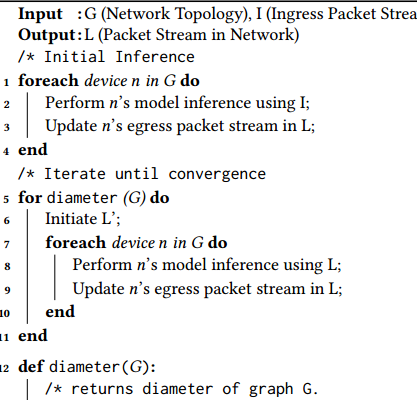 Input :G (Network Topology), I (Ingress Packet Strea
Output:L (Packet Stream in Network)
/* Initial Inference
1 foreach device n in G do
2 Perform n's model inference using I;
3 Update n's egress packet stream in L;
4 end
/* Iterate until convergence
5 for diameter (G) do
6 Initiate L';
7 foreach device n in G do
8 Perform n's model inference using L;
9 Update n's egress packet stream in L;
10 end
11 end
12 def diameter(G):
/* returns diameter of graph G.